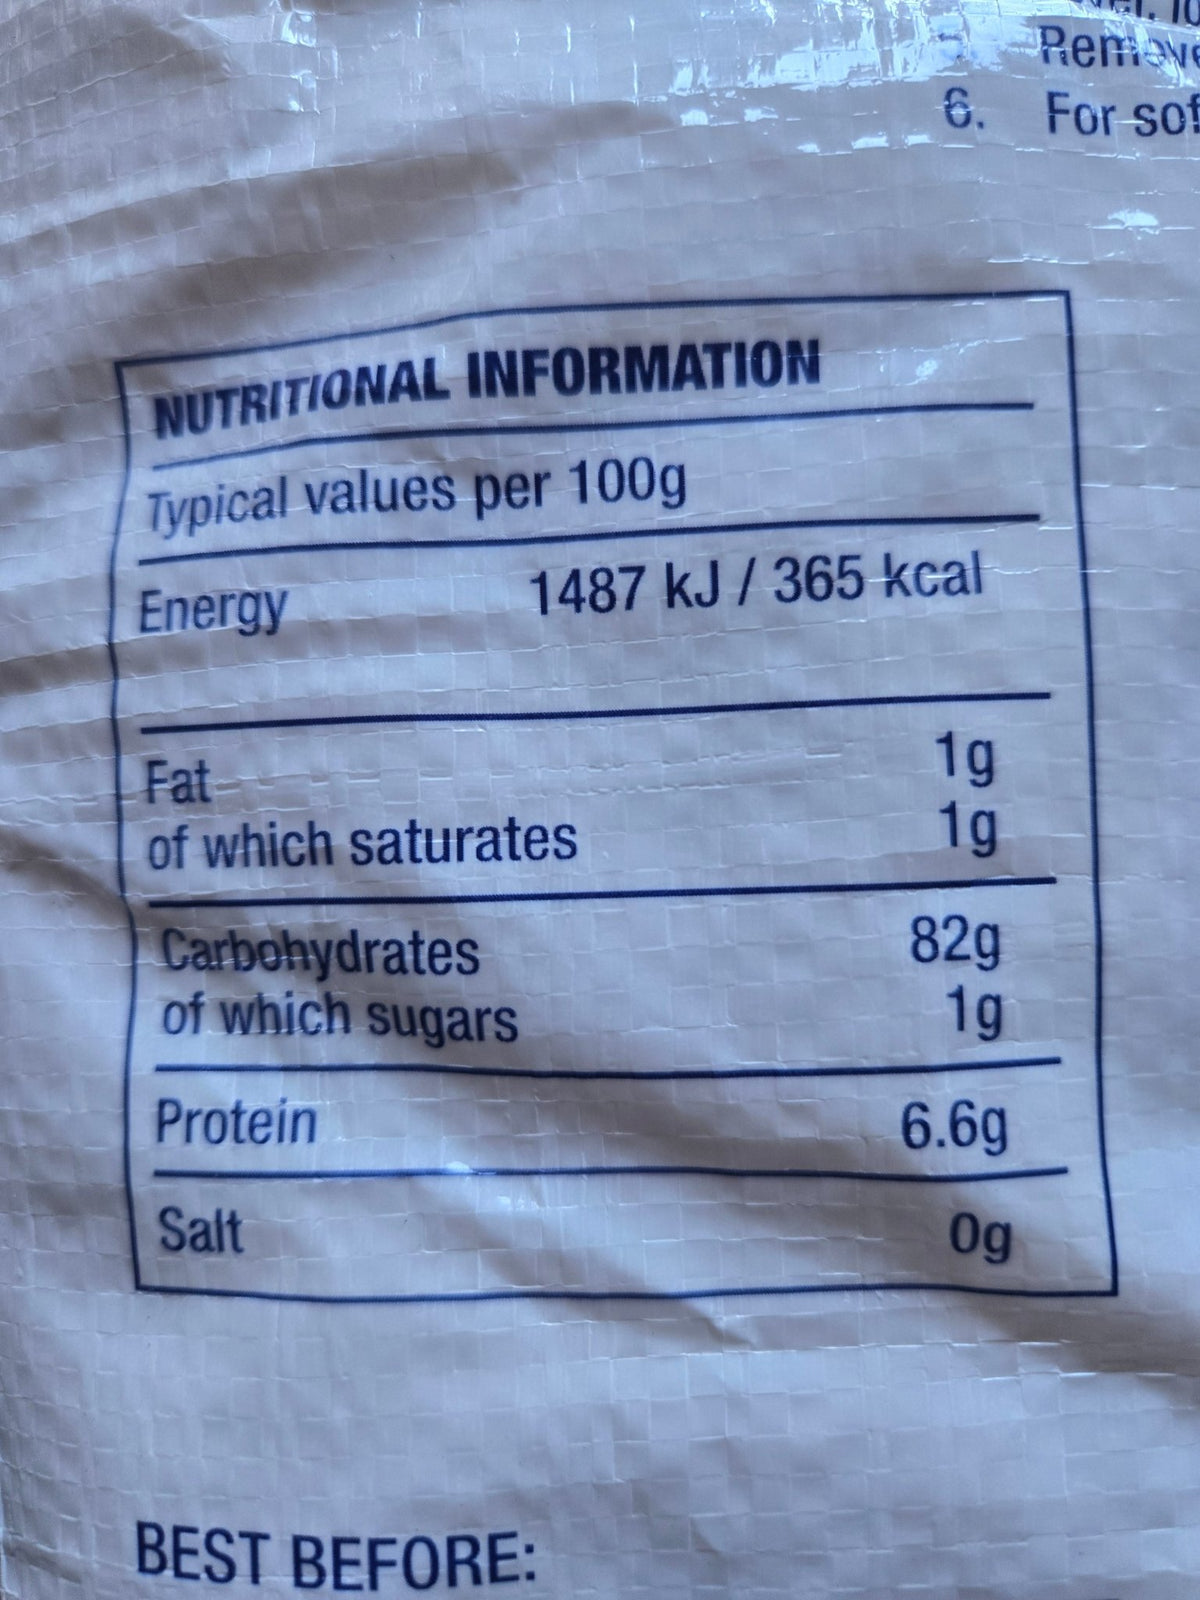 Remove
6. For sof
NUTRITIONAL INFORMATION
Typical values per 100g
Energy 1487 kJ / 365 kcal
Fat 1g
of which saturates 1g
Carbohydrates 82g
of which sugars 1g
Protein 6.6g
Salt 0g
BEST BEFORE: